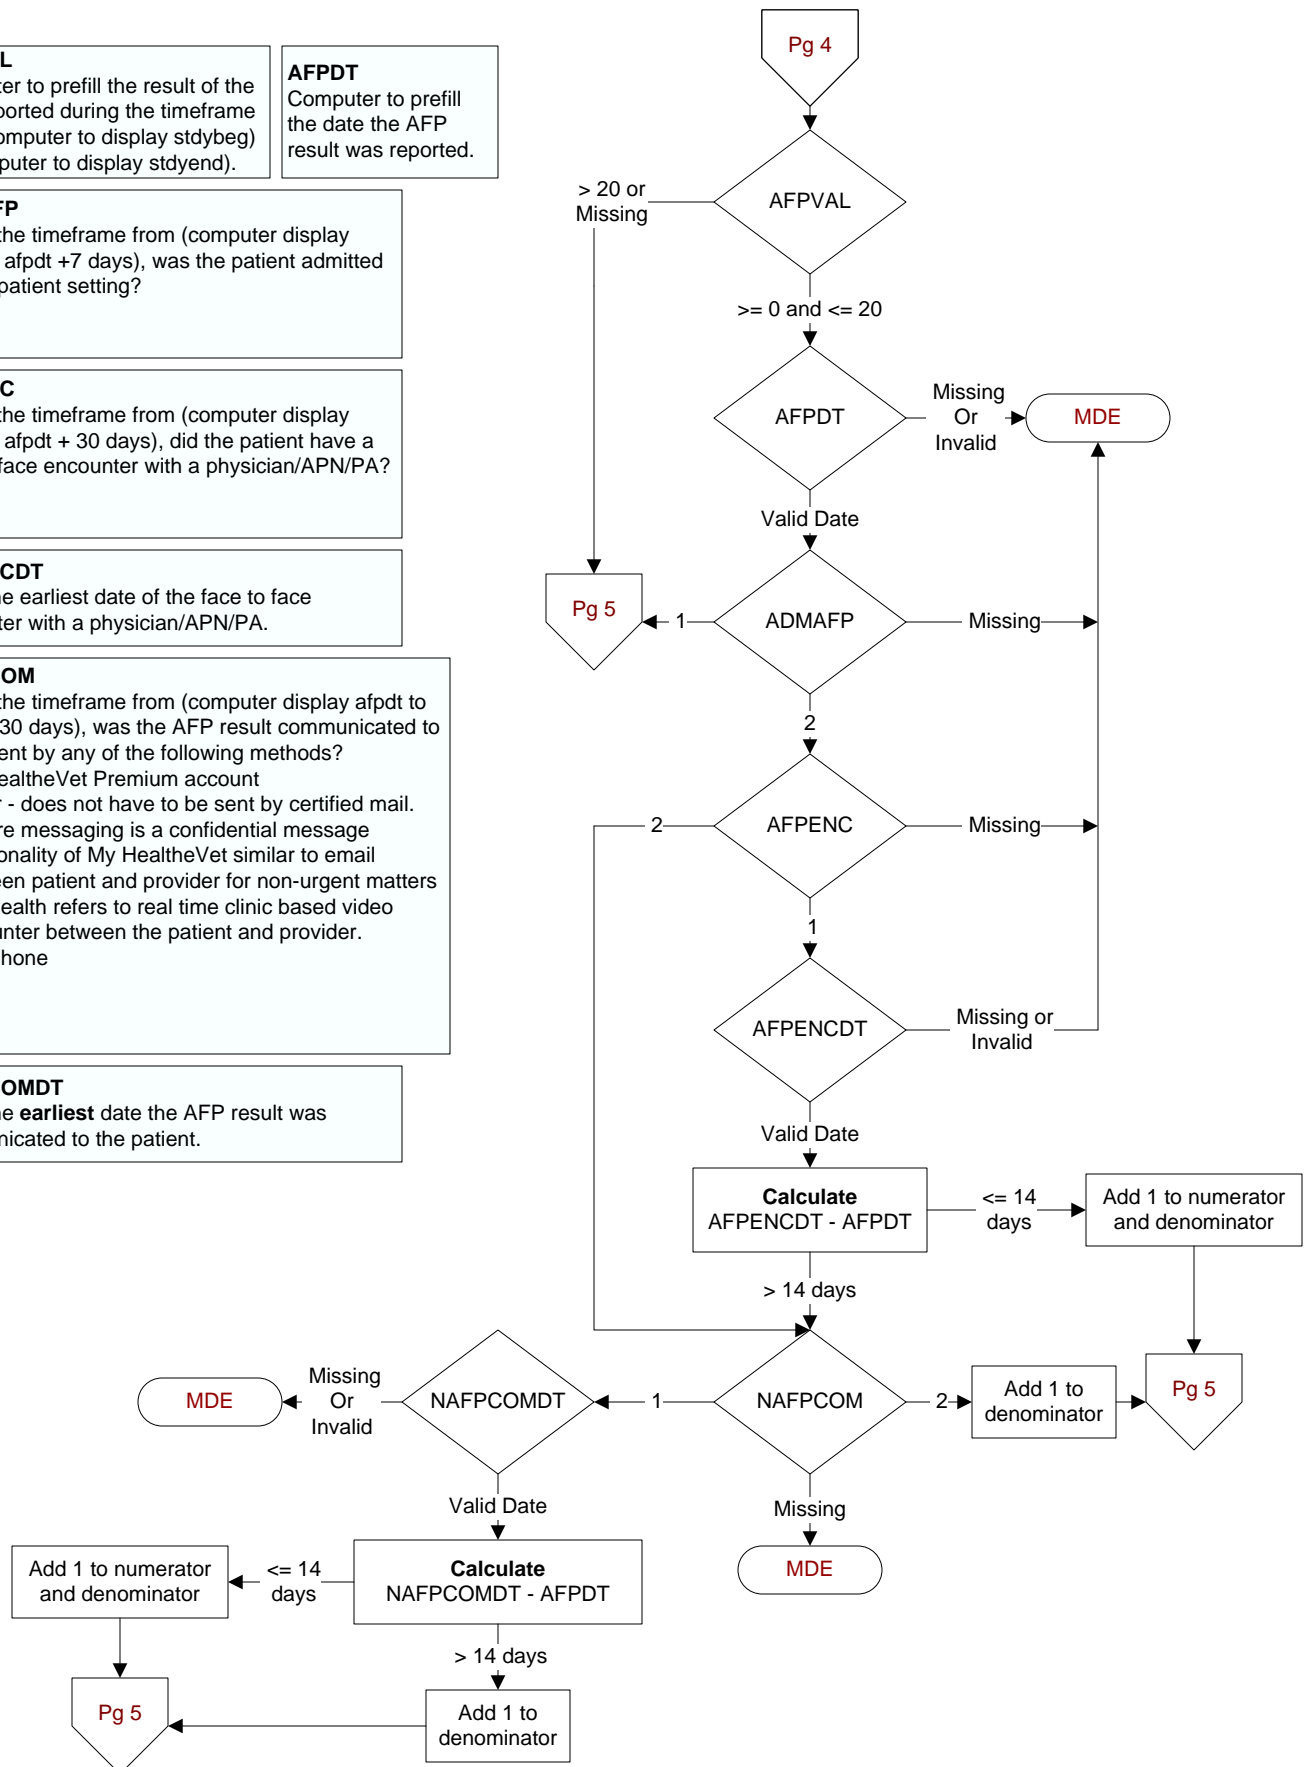 L
er to prefill the result of the
ported during the timeframe
omputer to display stdybeg)
puter to display stdyend).
AFPDT
Computer to prefill
the date the AFP
result was reported.
FP
the timeframe from (computer display
afpdt +7 days), was the patient admitted
patient setting?
C
the timeframe from (computer display
afpdt + 30 days), did the patient have a
face encounter with a physician/APN/PA?
CDT
ne earliest date of the face to face
ter with a physician/APN/PA.
OM
the timeframe from (computer display afpdt to
30 days), was the AFP result communicated to
ent by any of the following methods?
ealtheVet Premium account
r - does not have to be sent by certified mail.
re messaging is a confidential message
onality of My HealtheVet similar to email
een patient and provider for non-urgent matters
health refers to real time clinic based video
unter between the patient and provider.
hone
OMDT
ne earliest date the AFP result was
nicated to the patient.
Pg 4
AFPVAL
> 20 or
Missing
>= 0 and <= 20
AFPDT
Missing
Or
Invalid
MDE
Valid Date
Pg 5
1
ADMAFP
Missing
2
2
AFPENC
Missing
1
AFPENCDT
Missing or
Invalid
Valid Date
Calculate
AFPENCDT - AFPDT
<= 14
days
Add 1 to numerator
and denominator
> 14 days
MDE
Missing
Or
Invalid
NAFPCOMDT
1
NAFPCOM
2
Add 1 to
denominator
Pg 5
Valid Date
Missing
MDE
Add 1 to numerator
and denominator
<= 14
days
Calculate
NAFPCOMDT - AFPDT
> 14 days
Pg 5
Add 1 to
denominator